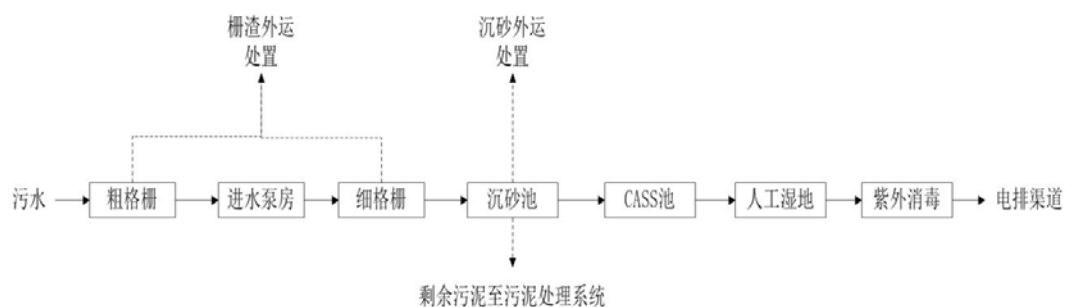 栅渣外运
处置
沉砂外运
处置
污水
粗格栅
进水泵房
细格栅
沉砂池
CASS池
人工湿地
紫外消毒
电排渠道
剩余污泥至污泥处理系统